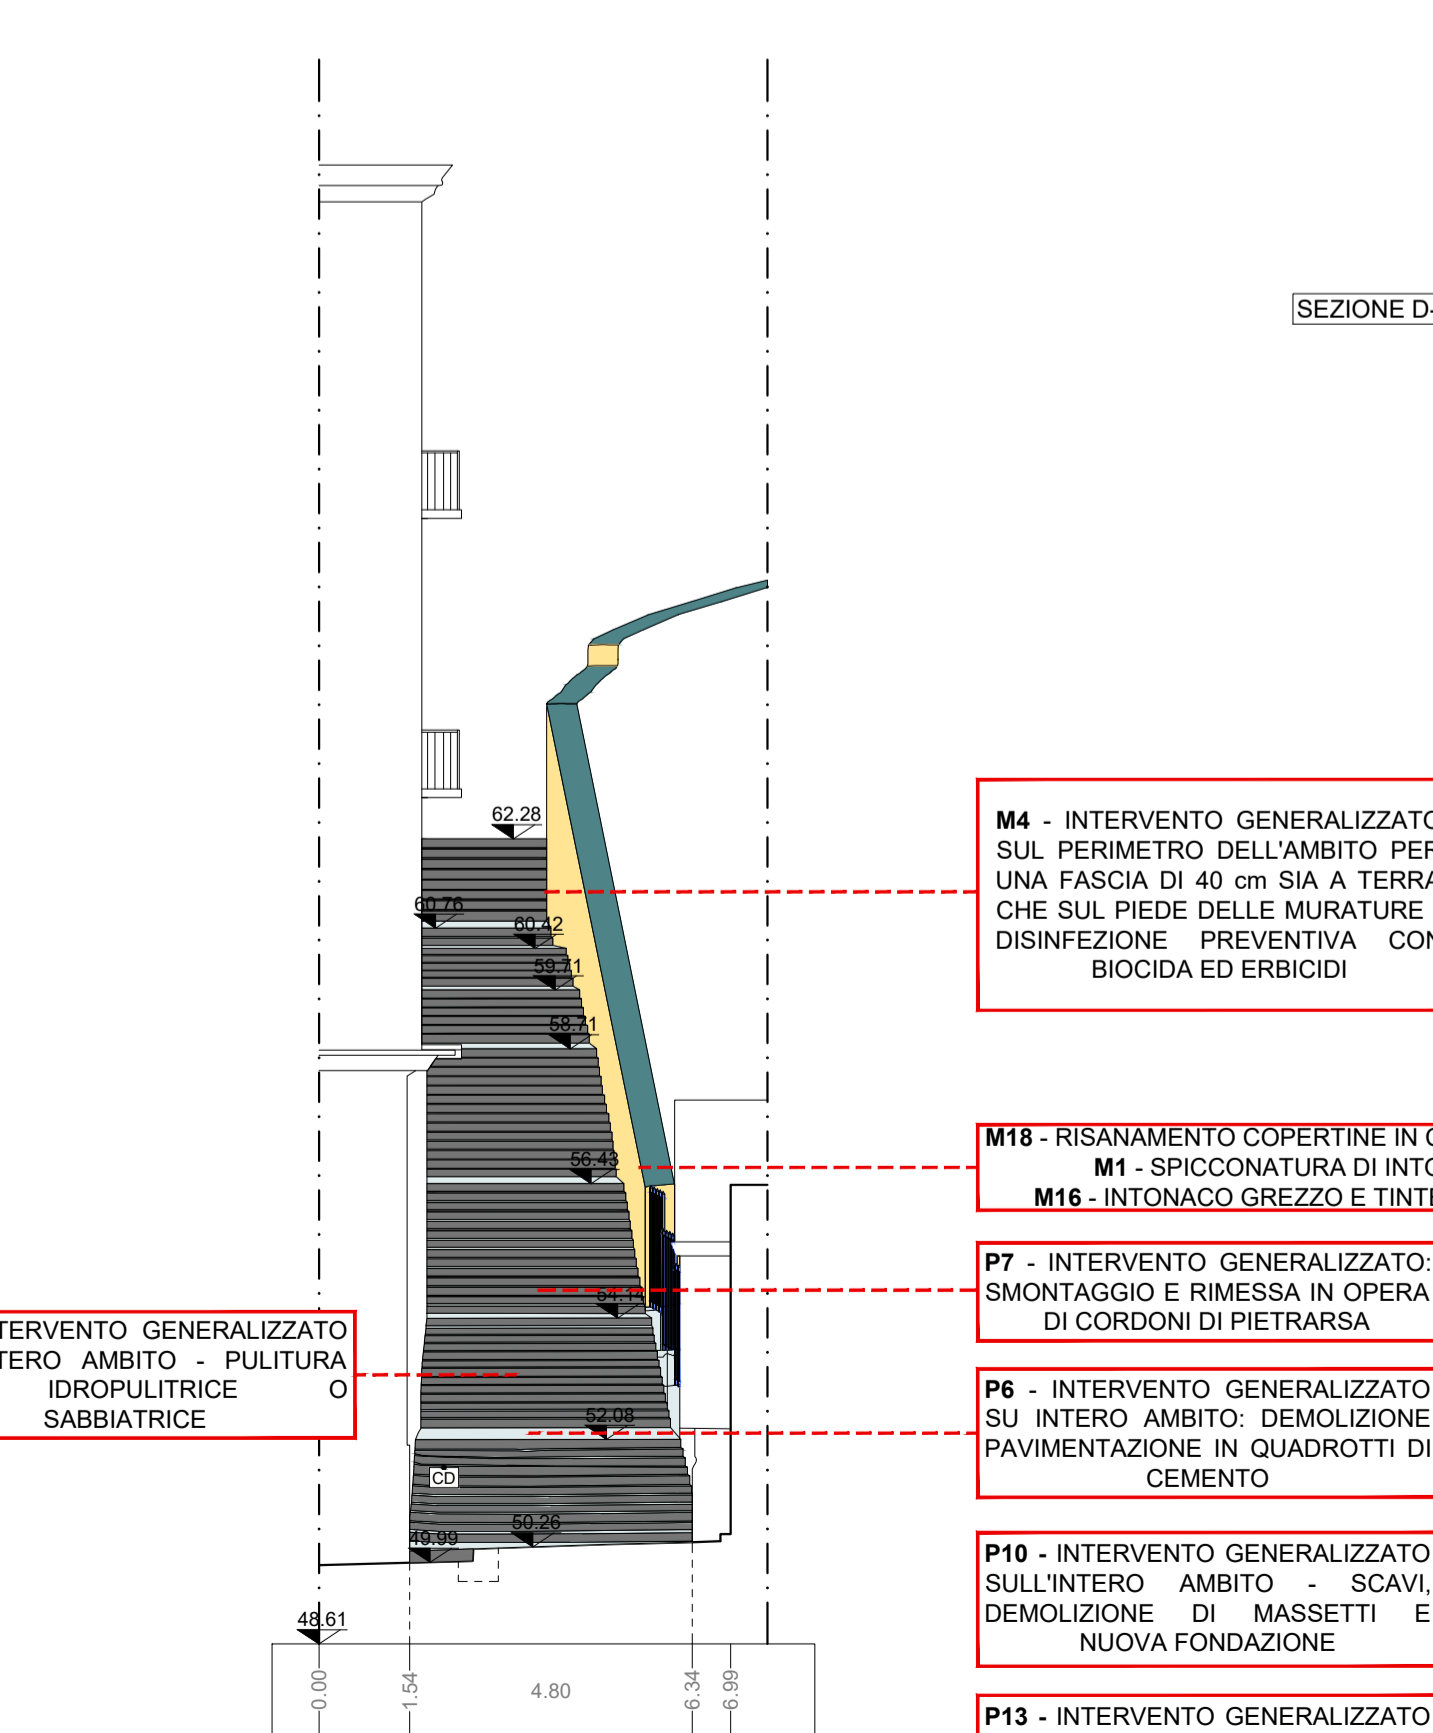 SEZIONE D-
62.28
60.76
60.42
59.71
58.71
56.43
54.14
52.08
CD
50.26
49.99
48.61
0.00
1.54
4.80
6.34
6.99
TERVENTO GENERALIZZATO
TERO AMBITO - PULITURA
IDROPULITRICE O
SABBIATRICE
M4 - INTERVENTO GENERALIZZATO
SUL PERIMETRO DELL'AMBITO PER
UNA FASCIA DI 40 cm SIA A TERRA
CHE SUL PIEDE DELLE MURATURE
DISINFEZIONE PREVENTIVA CON
BIOCIDA ED ERBICIDI
M18 - RISANAMENTO COPERTINE IN
M1 - SPICCONATURA DI INTO
M16 - INTONACO GREZZO E TINTE
P7 - INTERVENTO GENERALIZZATO:
SMONTAGGIO E RIMESSA IN OPERA
DI CORDONI DI PIETRARSA
P6 - INTERVENTO GENERALIZZATO
SU INTERO AMBITO: DEMOLIZIONE
PAVIMENTAZIONE IN QUADROTTI DI
CEMENTO
P10 - INTERVENTO GENERALIZZATO
SULL'INTERO AMBITO - SCAVI,
DEMOLIZIONE DI MASSETTI E
NUOVA FONDAZIONE
P13 - INTERVENTO GENERALIZZATO